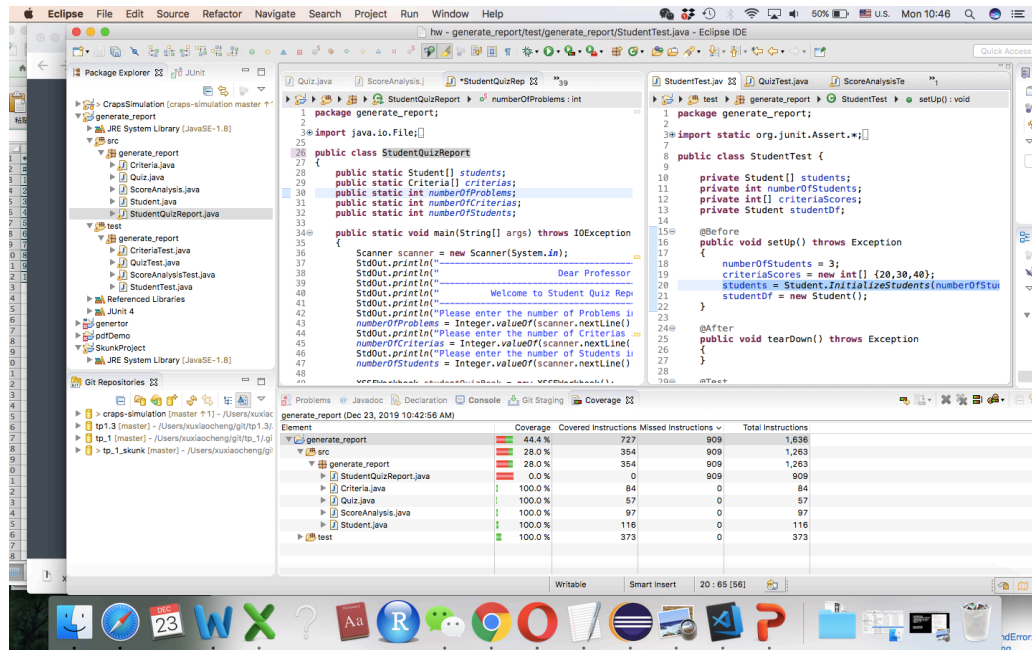 Eclipse File Edit Source Refactor Navigate Search Project Run Window Help 50% U.S. Mon 10:46
hw - generate_report/test/generate_report/StudentTest.java - Eclipse IDE
Quick Access
Package Explorer JUnit
CrapsSimulation [craps-simulation master ↑
generate_report
JRE System Library [JavaSE-1.8]
src
generate_report
Criteria.java
Quiz.java
ScoreAnalysis.java
Student.java
StudentQuizReport.java
test
generate_report
CriteriaTest.java
QuizTest.java
ScoreAnalysisTest.java
StudentTest.java
Referenced Libraries
JUnit 4
genertor
pdfDemo
SkunkProject
JRE System Library [JavaSE-1.8]
Git Repositories
> craps-simulation [master ↑1] - /Users/xuxiac
tp1.3 [master] - /Users/xuxiaocheng/git/tp1.3/.
tp_1 [master] - /Users/xuxiaocheng/git/tp_1/.gi
> tp_1_skunk [master] - /Users/xuxiaocheng/gi
Quiz.java ScoreAnalysis.j *StudentQuizRep »39
StudentQuizReport numberOfProblems : int
1 package generate_report;
2
3 import java.io.File;
25
26 public class StudentQuizReport
27 {
28 public static Student[] students;
29 public static Criteria[] criterias;
30 public static int numberOfProblems;
31 public static int numberOfCriterias;
32 public static int numberOfStudents;
33
34 public static void main(String[] args) throws IOException
35 {
36 Scanner scanner = new Scanner(System.in);
37 StdOut.println("----------------------------------
38 StdOut.println(" Dear Professor
39 StdOut.println("----------------------------------
40 StdOut.println(" Welcome to Student Quiz Repo
41 StdOut.println("----------------------------------
42 StdOut.println("Please enter the number of Problems in
43 numberOfProblems = Integer.valueOf(scanner.nextLine()
44 StdOut.println("Please enter the number of Criterias
45 numberOfCriterias = Integer.valueOf(scanner.nextLine(
46 StdOut.println("Please enter the number of Students in
47 numberOfStudents = Integer.valueOf(scanner.nextLine()
48
49 XSSFWorkbook studentQuizBook = new XSSFWorkbook();
StudentTest.jav QuizTest.java ScoreAnalysisTe »1
test generate_report StudentTest setUp() : void
1 package generate_report;
2
3 import static org.junit.Assert.*;
7
8 public class StudentTest {
9
10 private Student[] students;
11 private int numberOfStudents;
12 private int[] criteriaScores;
13 private Student studentDf;
14
15 @Before
16 public void setUp() throws Exception
17 {
18 numberOfStudents = 3;
19 criteriaScores = new int[] {20,30,40};
20 students = Student.InitializeStudents(numberOfStu
21 studentDf = new Student();
22 }
23
24 @After
25 public void tearDown() throws Exception
26 {
27 }
28
29 @Test
Problems Javadoc Declaration Console Git Staging Coverage
generate_report (Dec 23, 2019 10:42:56 AM)
Element Coverage Covered Instructions Missed Instructions Total Instructions
generate_report 44.4 % 727 909 1,636
src 28.0 % 354 909 1,263
generate_report 28.0 % 354 909 1,263
StudentQuizReport.java 0.0 % 0 909 909
Criteria.java 100.0 % 84 0 84
Quiz.java 100.0 % 57 0 57
ScoreAnalysis.java 100.0 % 97 0 97
Student.java 100.0 % 116 0 116
test 100.0 % 373 0 373
Writable Smart Insert 20 : 65 [56]
DEC
23
Aa
R